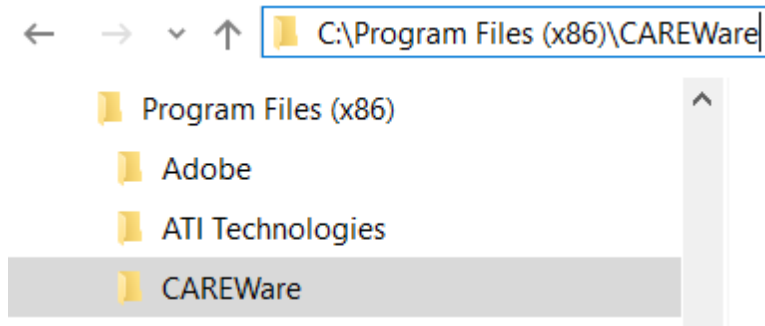 C:\Program Files (x86)\CAREWare
Program Files (x86)
Adobe
ATI Technologies
CAREWare